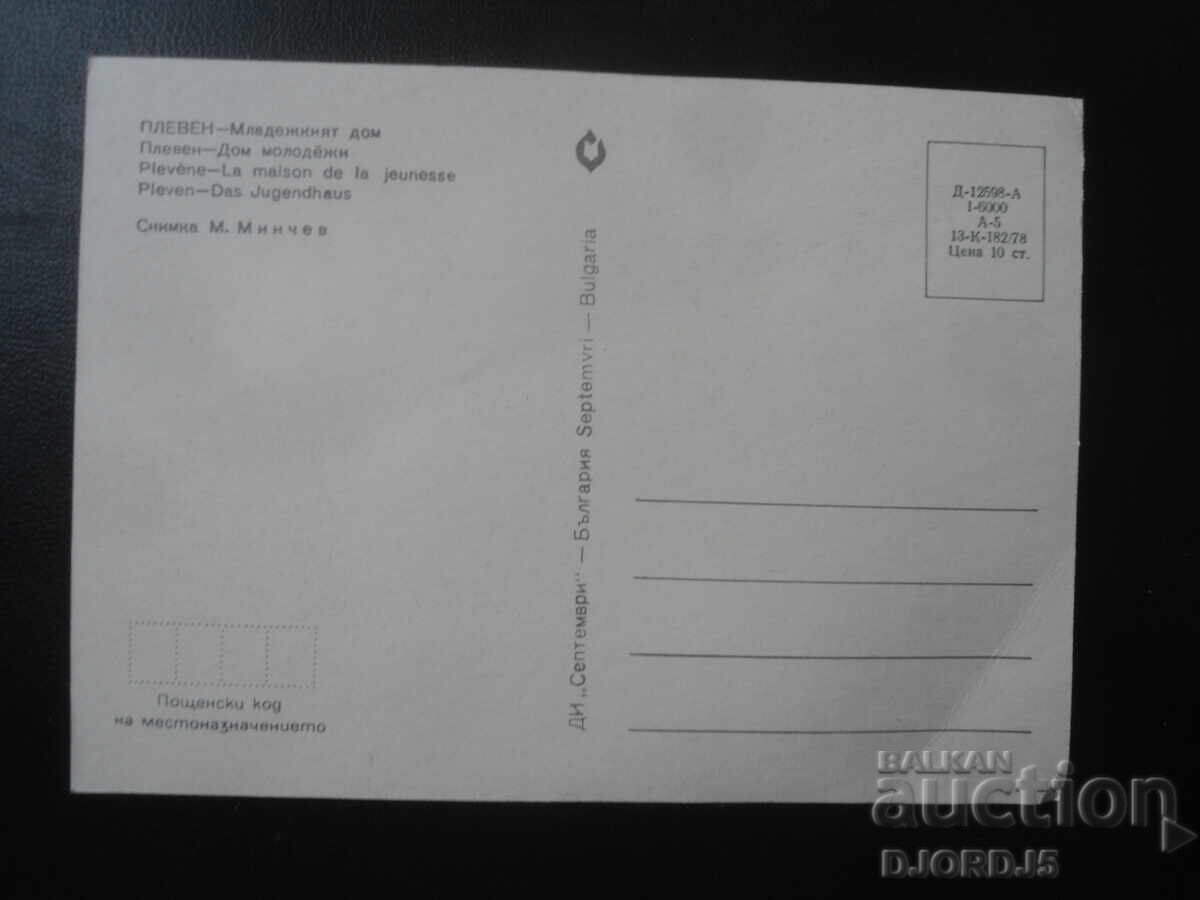 ПЛЕВЕН—Младежкият дом
Плевен—Дом молодёжи
Plevène—La maison de la jeunesse
Pleven—Das Jugendhaus
Снимка М. Минчев
Д-12598-А
1-6000
А-5
13-К-182/78
Цена 10 ст.
ДИ „Септември“ — България Septemvri — Bulgaria
Пощенски код
на местоназначението
BALKAN
auction
DJORDJ5